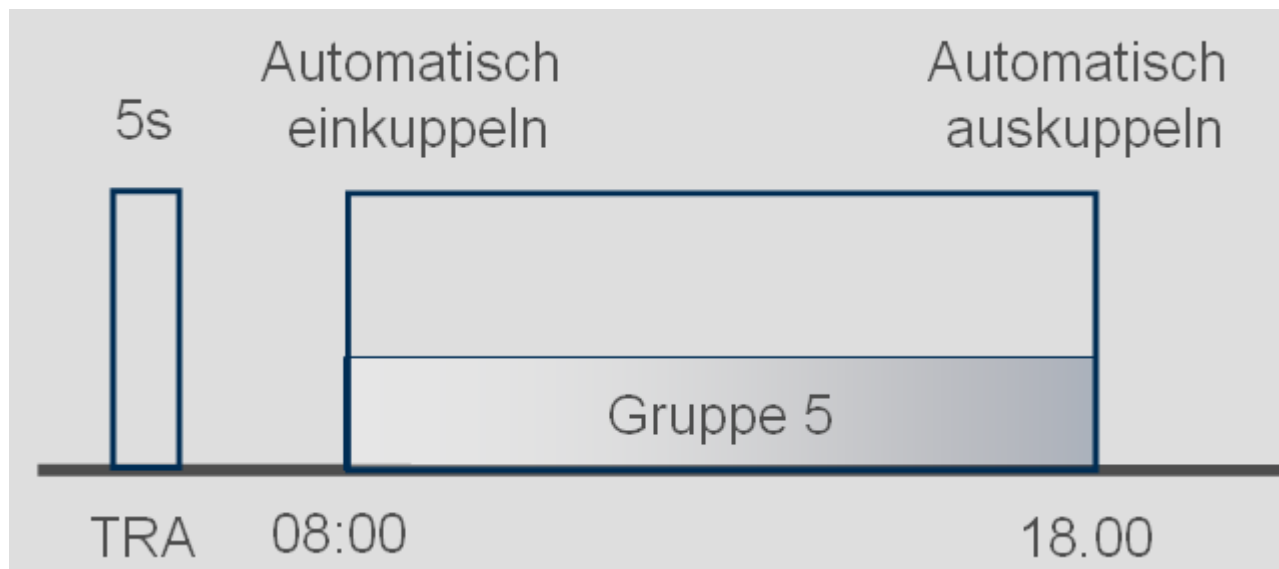 5s
Automatisch
einkuppeln
Automatisch
auskuppeln
Gruppe 5
TRA
08:00
18.00